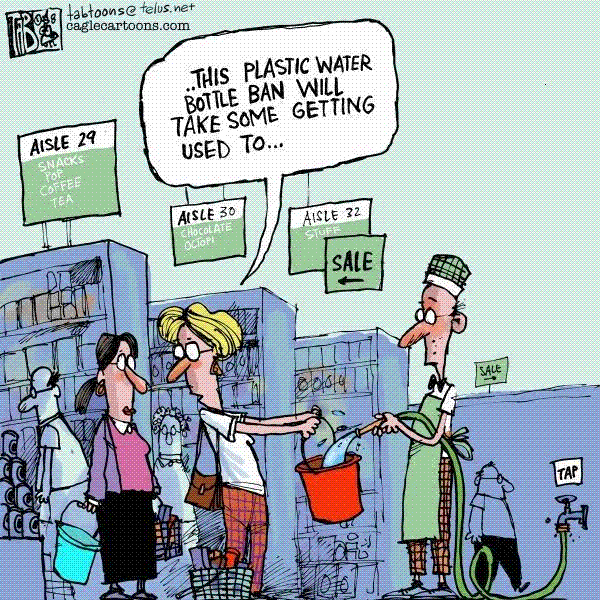 tabtoons@telus.net
caglecartoons.com
TAB
..THIS PLASTIC WATER
BOTTLE BAN WILL
TAKE SOME GETTING
USED TO...
AISLE 29
SNACKS
POP
COFFEE
TEA
AISLE 30
CHOCOLATE
OCTOPI
AISLE 32
STUFF
SALE
SALE
TAP